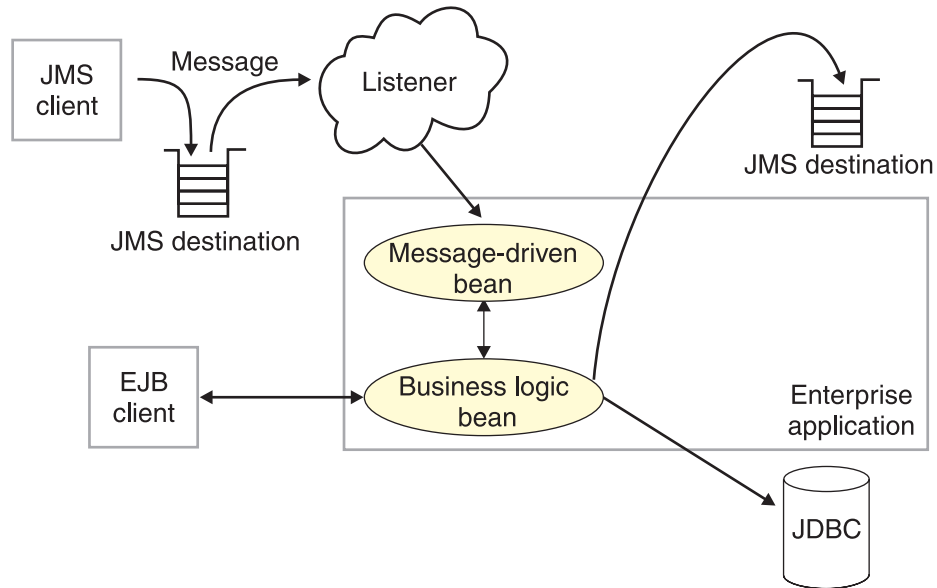 JMS
client
Message
Listener
JMS destination
JMS destination
Message-driven
bean
EJB
client
Business logic
bean
Enterprise
application
JDBC